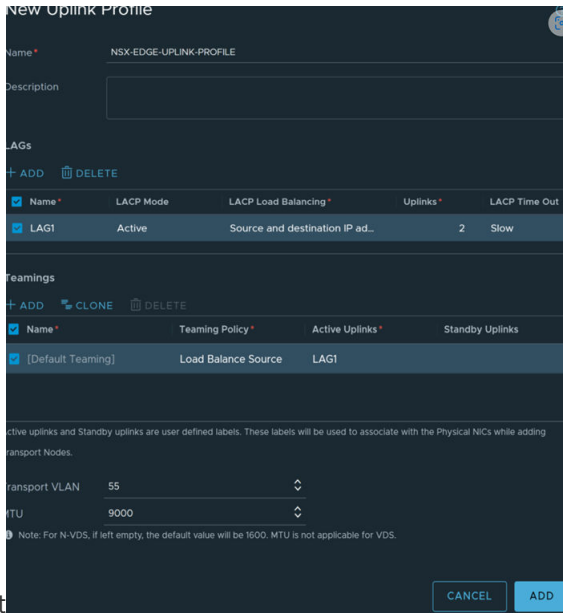 New Uplink Profile
Name*
NSX-EDGE-UPLINK-PROFILE
Description
LAGs
+ ADD DELETE
Name* LACP Mode LACP Load Balancing* Uplinks* LACP Time Out
LAG1 Active Source and destination IP ad... 2 Slow
Teamings
+ ADD CLONE DELETE
Name* Teaming Policy* Active Uplinks* Standby Uplinks
[Default Teaming] Load Balance Source LAG1
Active uplinks and Standby uplinks are user defined labels. These labels will be used to associate with the Physical NICs while adding
Transport Nodes.
Transport VLAN 55
MTU 9000
Note: For N-VDS, if left empty, the default value will be 1600. MTU is not applicable for VDS.
CANCEL ADD
t